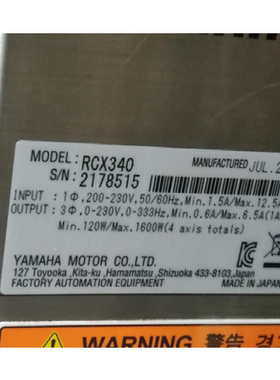 MODEL: RCX340
S/N: 2178515
MANUFACTURED JUL.2
INPUT : 1Φ, 200-230V, 50/60Hz, Min.1.5A/Max.12.5A
OUTPUT : 3Φ, 0-230V, 0-333Hz, Min.0.6A/Max.6.5A(1A
Min.120W/Max.1600W(4 axis totals)
YAMAHA MOTOR CO.,LTD.
127 Toyooka, Kita-ku, Hamamatsu, Shizuoka 433-8103,Japan
FACTORY AUTOMATION EQUIPMENT
MADE IN JAPAN
WARNING 警告 경고